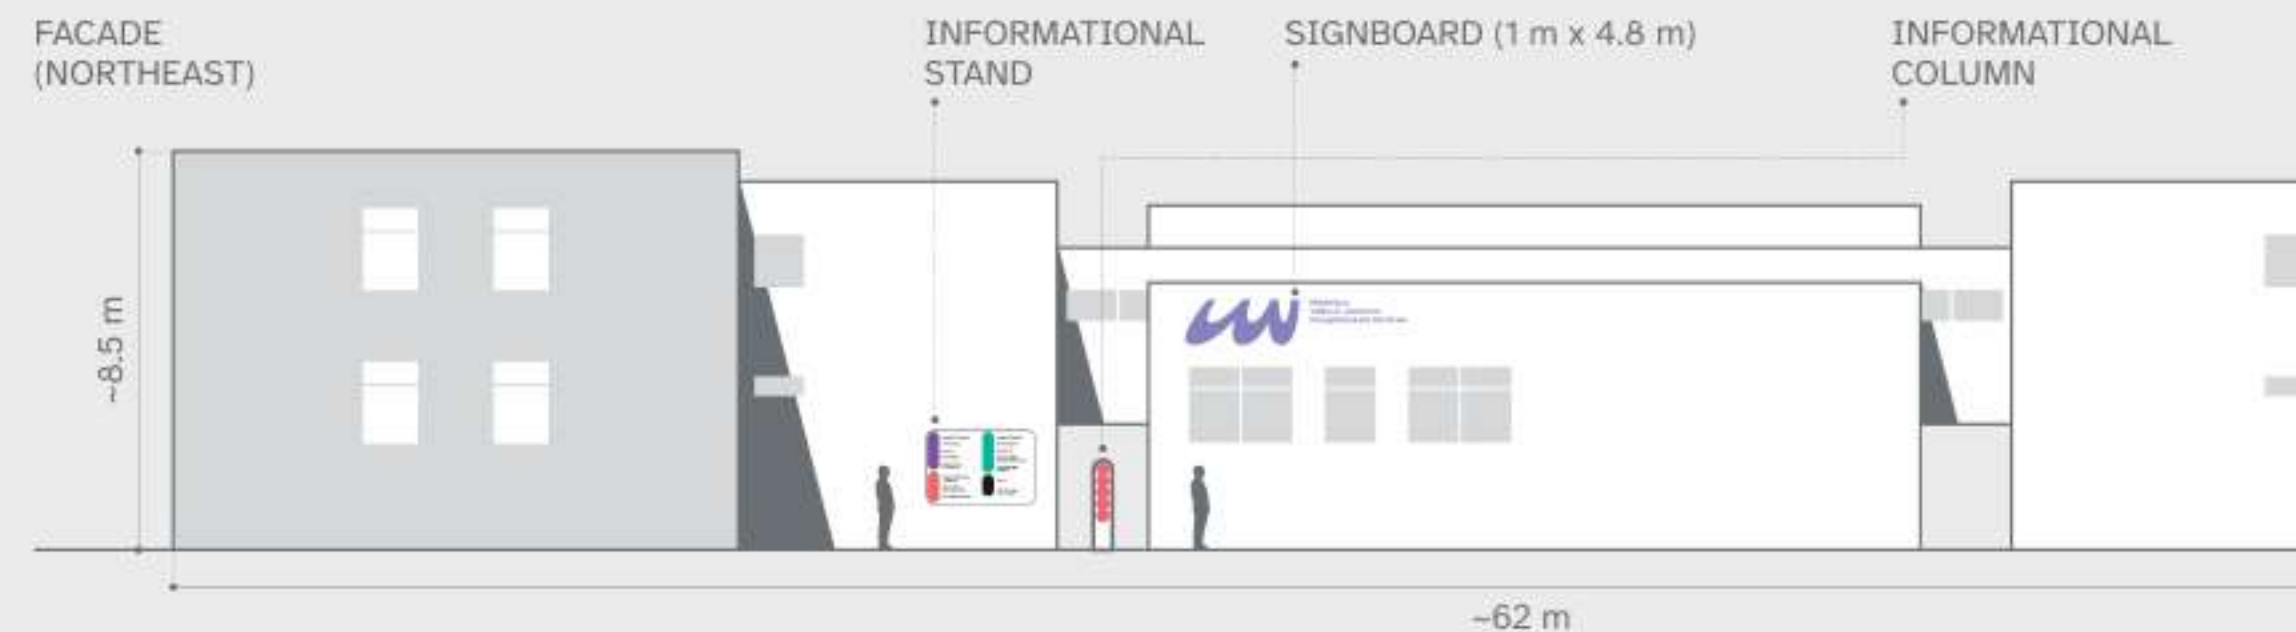 FACADE
(NORTHEAST)
INFORMATIONAL
STAND
SIGNBOARD (1 m x 4.8 m)
INFORMATIONAL
COLUMN
~8.5 m
~62 m